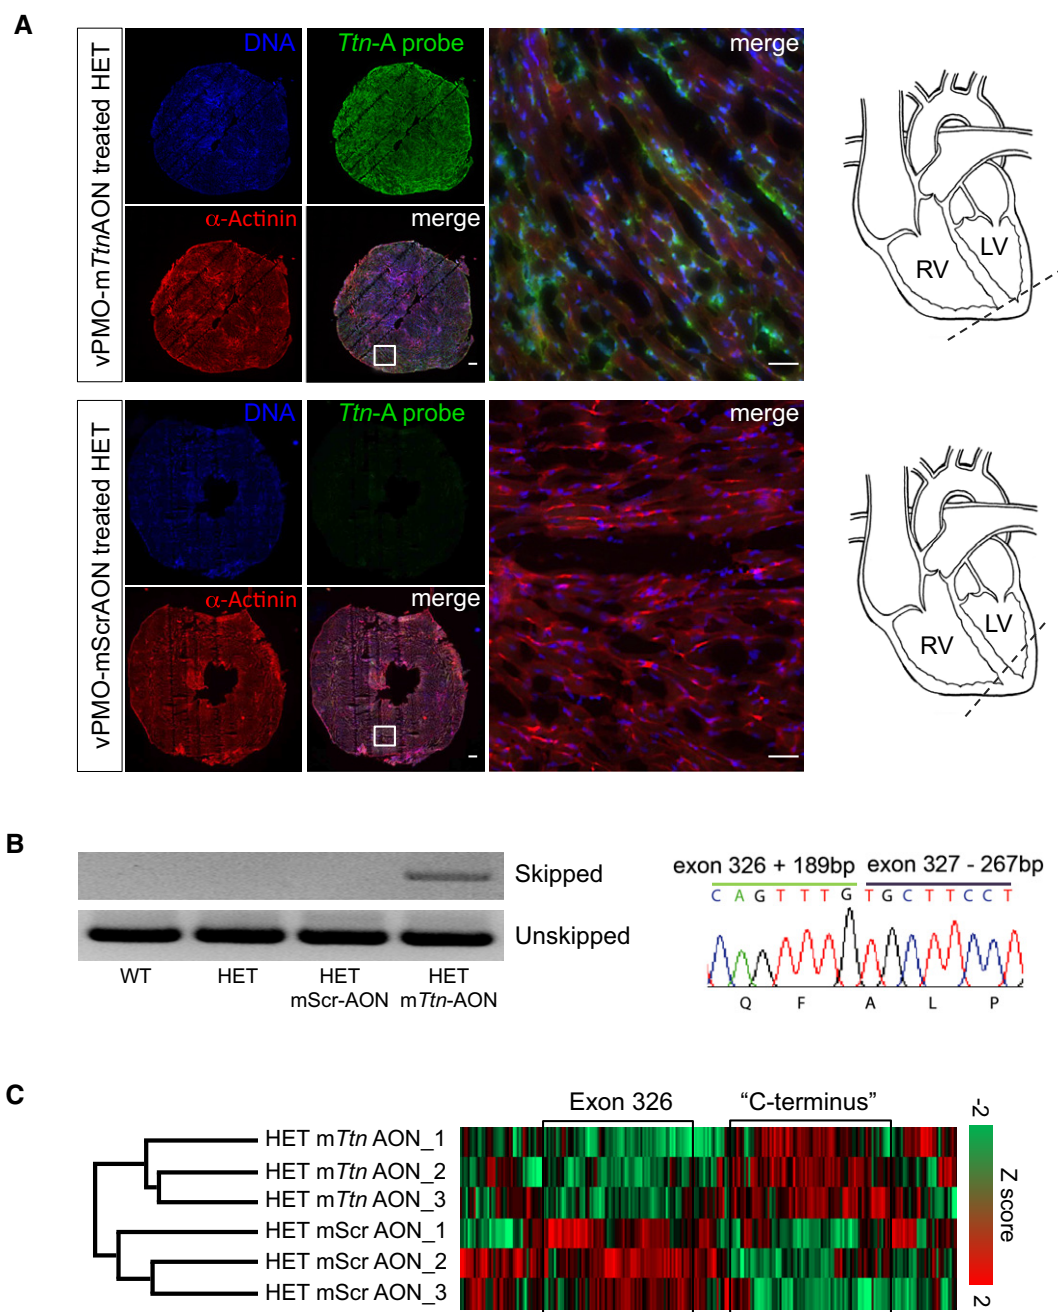 A
vPMO-mTtnAON treated HET
DNA
Ttn-A probe
merge
α-Actinin
merge
RV
LV
vPMO-mScrAON treated HET
DNA
Ttn-A probe
merge
α-Actinin
merge
RV
LV
B
Skipped
Unskipped
WT
HET
HET
mScr-AON
HET
mTtn-AON
exon 326 + 189bp
exon 327 - 267bp
C A G T T T G T G C T T C C T
Q F A L P
C
Exon 326
“C-terminus”
HET mTtn AON_1
HET mTtn AON_2
HET mTtn AON_3
HET mScr AON_1
HET mScr AON_2
HET mScr AON_3
-2
Z score
2